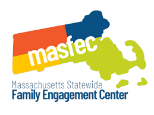 masfec
Massachusetts Statewide
Family Engagement Center